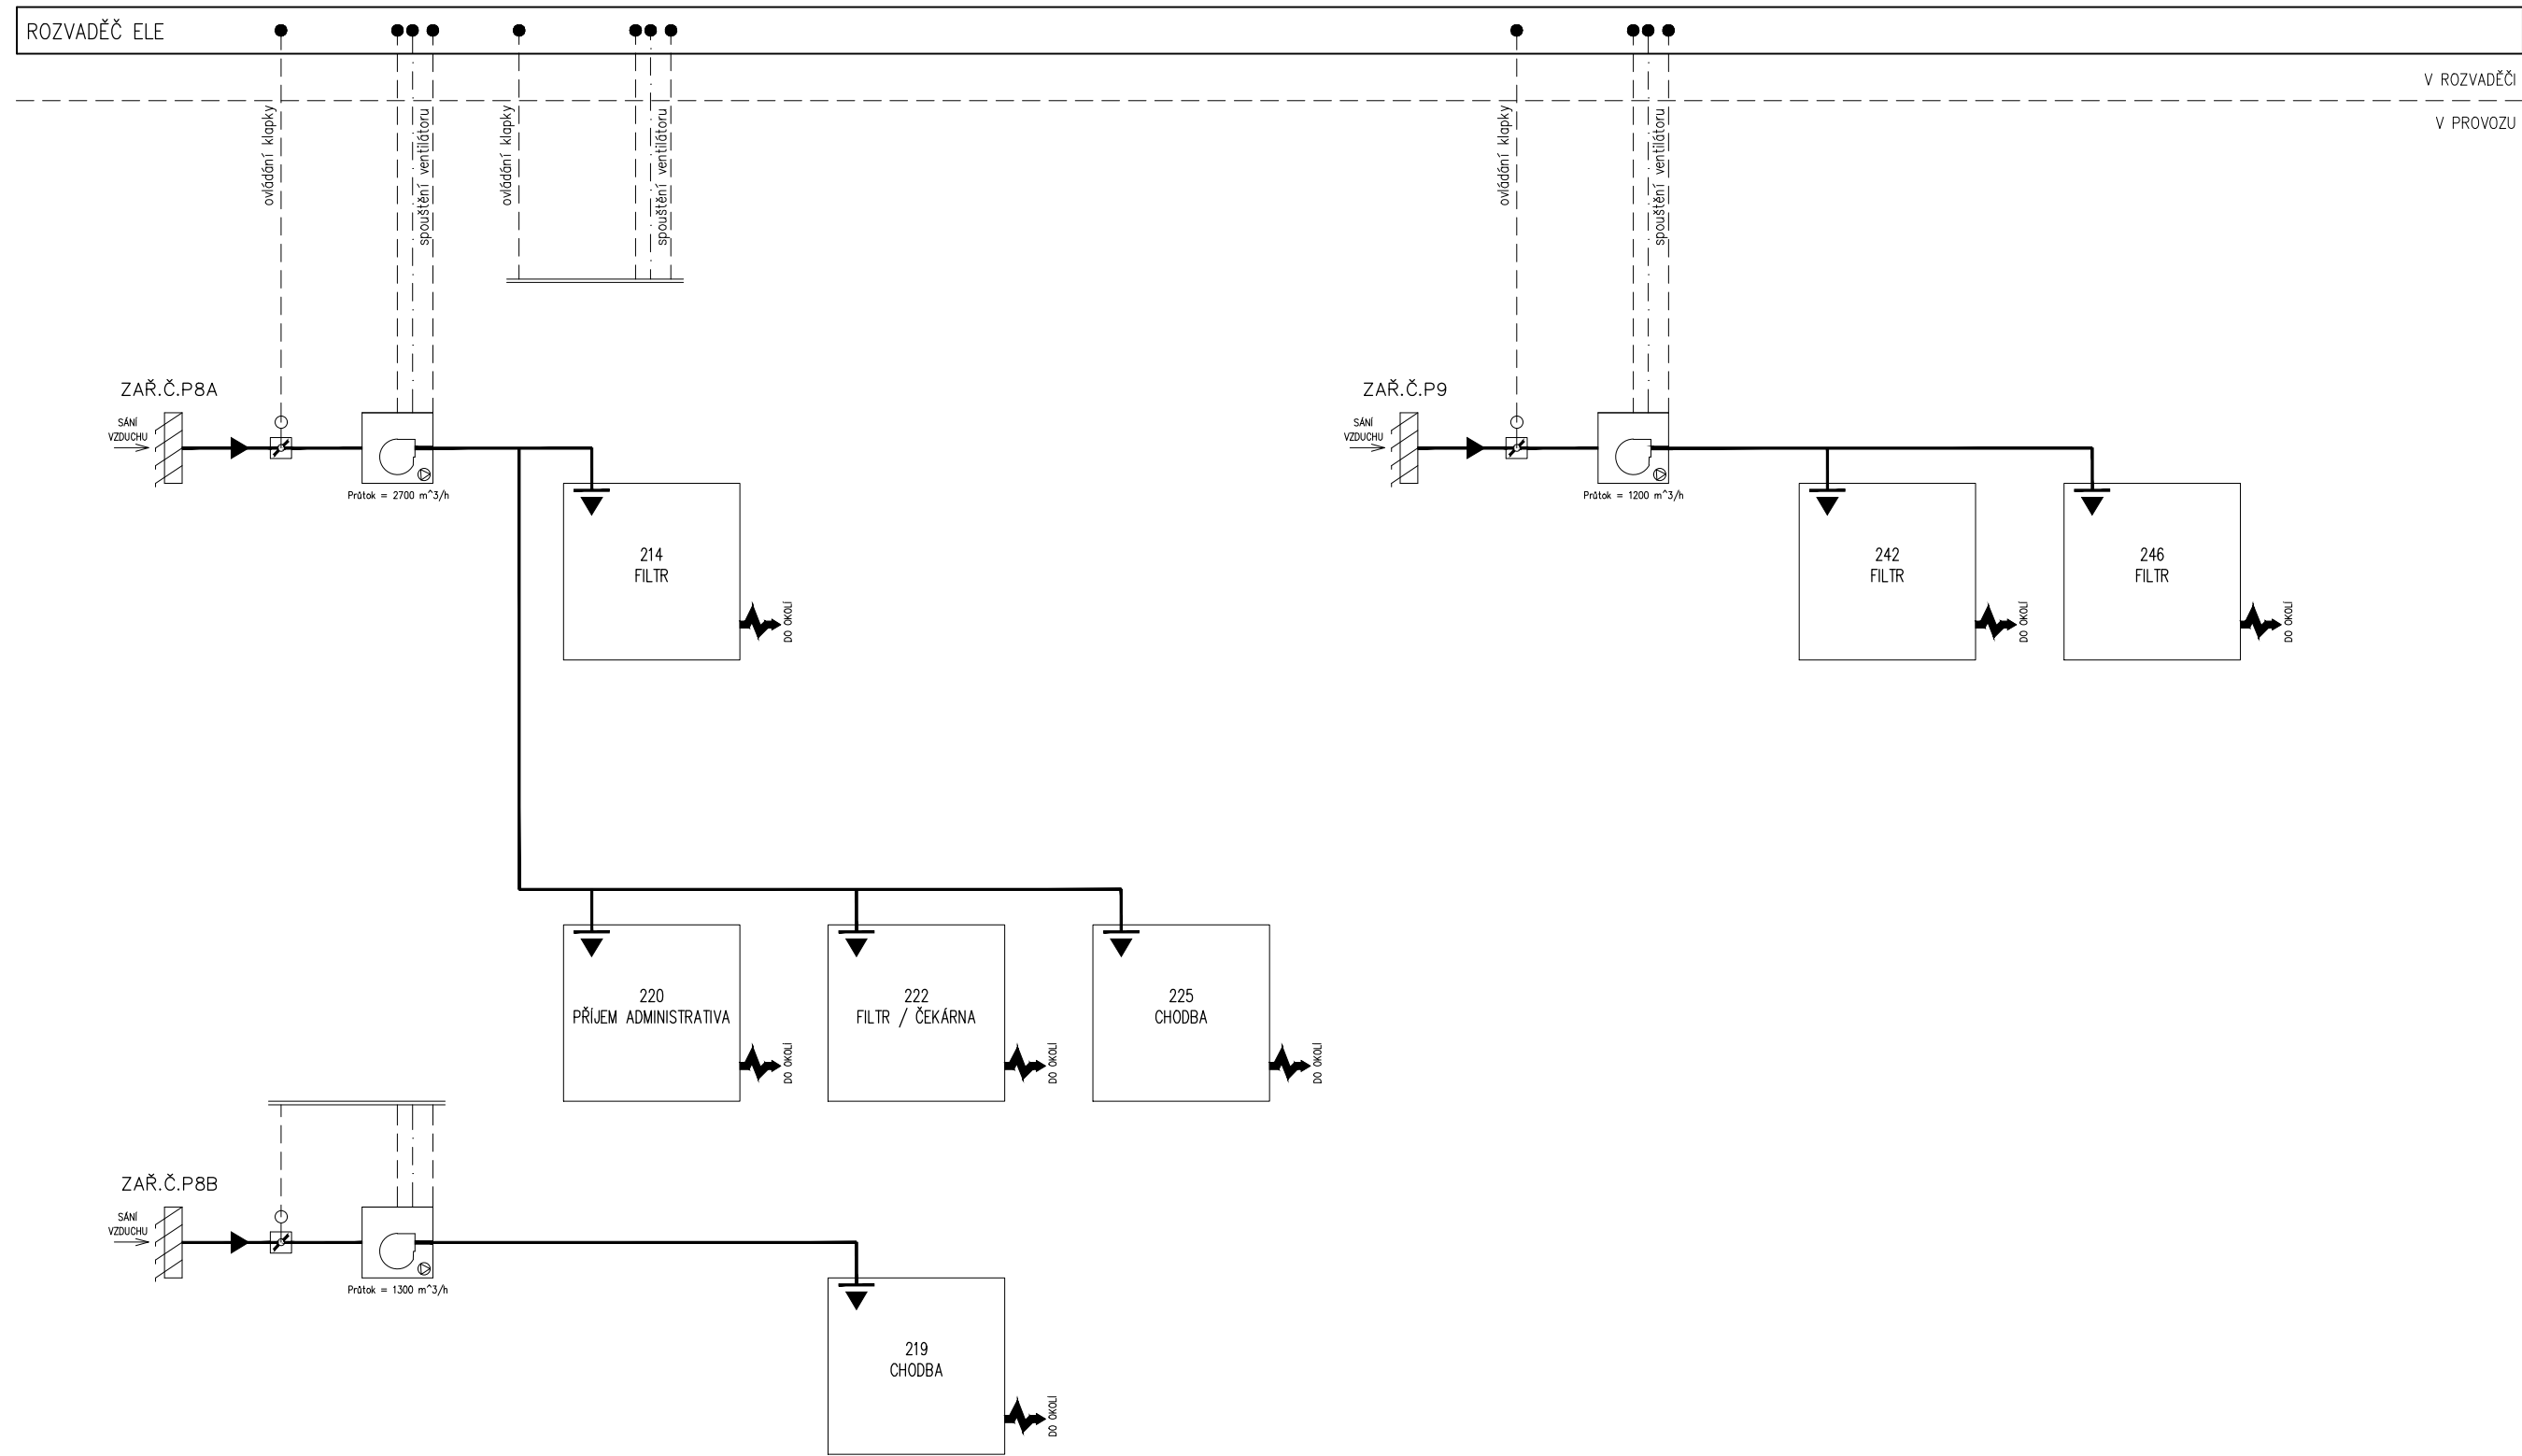 ROZVADĚČ ELE
V ROZVADĚČI
V PROVOZU
ovládání klapky
spouštění ventilátoru
ovládání klapky
spouštění ventilátoru
ovládání klapky
spouštění ventilátoru
ZAŘ.Č.P8A
SÁNÍ
VZDUCHU
Průtok = 2700 m^3/h
214
FILTR
DO OKOLÍ
ZAŘ.Č.P9
SÁNÍ
VZDUCHU
Průtok = 1200 m^3/h
242
FILTR
DO OKOLÍ
246
FILTR
DO OKOLÍ
220
PŘÍJEM ADMINISTRATIVA
DO OKOLÍ
222
FILTR / ČEKÁRNA
DO OKOLÍ
225
CHODBA
DO OKOLÍ
ZAŘ.Č.P8B
SÁNÍ
VZDUCHU
Průtok = 1300 m^3/h
219
CHODBA
DO OKOLÍ